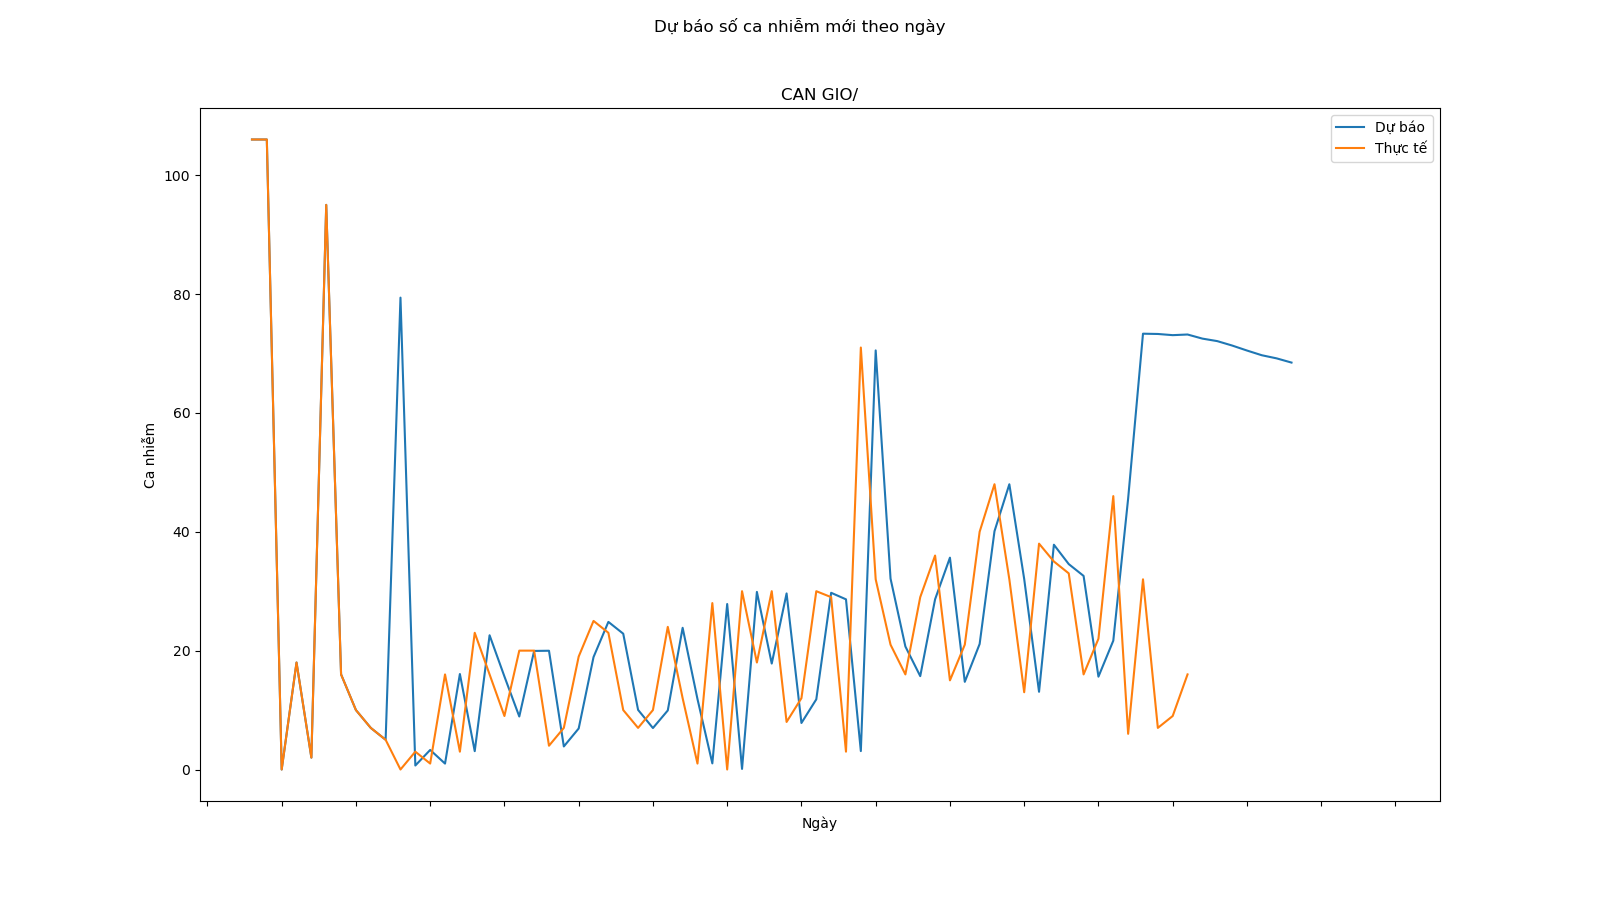 Dự báo số ca nhiễm mới theo ngày
CAN GIO/
Dự báo
Thực tế
100
80
60
40
20
0
Ca nhiễm
Ngày